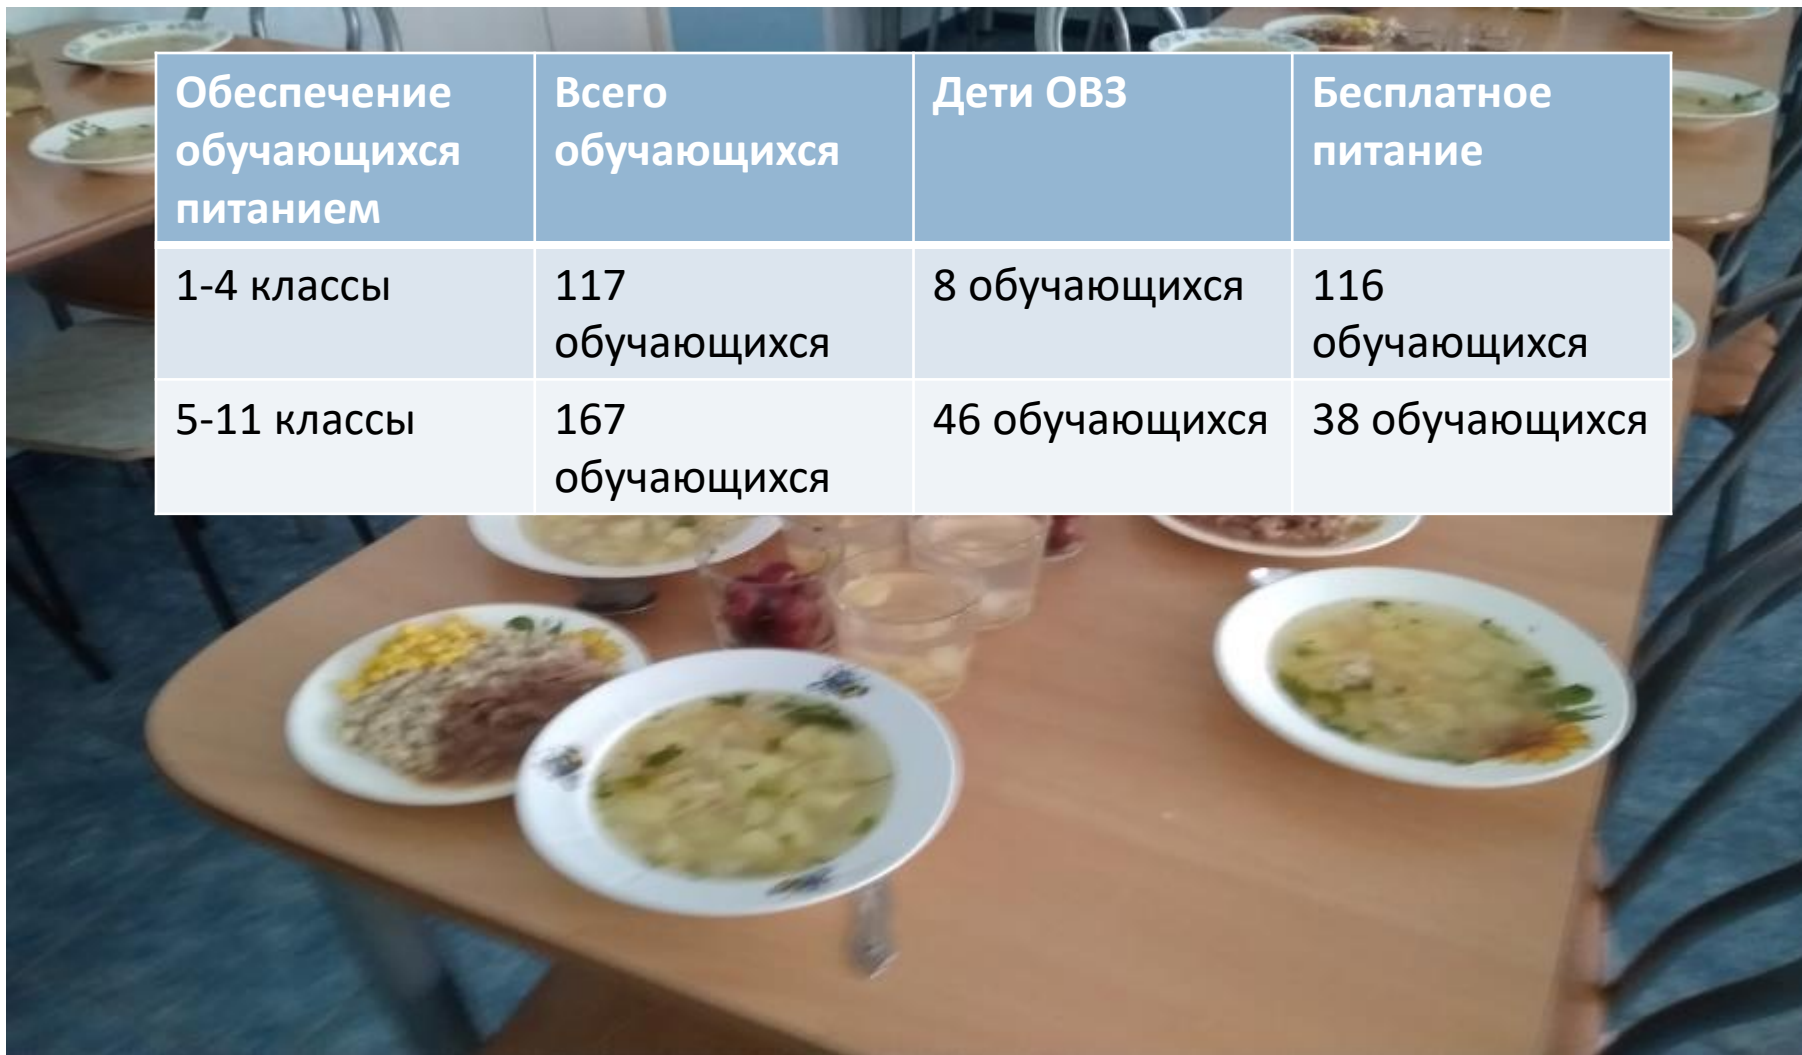 Обеспечение обучающихся питанием
Всего обучающихся
Дети ОВЗ
Бесплатное питание
1-4 классы
117 обучающихся
8 обучающихся
116 обучающихся
5-11 классы
167 обучающихся
46 обучающихся
38 обучающихся